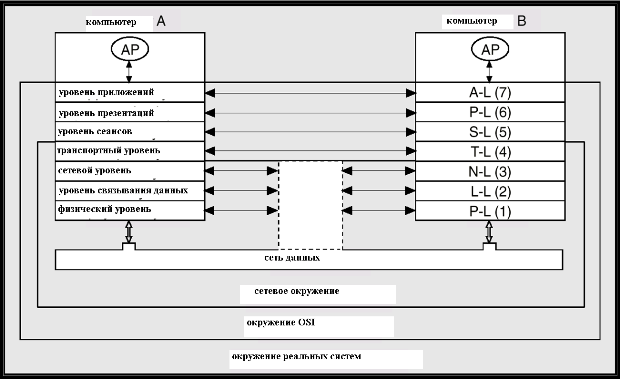 компьютер A
компьютер B
AP
AP
уровень приложений
A-L (7)
уровень презентаций
P-L (6)
уровень сеансов
S-L (5)
транспортный уровень
T-L (4)
сетевой уровень
N-L (3)
уровень связывания данных
L-L (2)
физический уровень
P-L (1)
сеть данных
сетевое окружение
окружение OSI
окружение реальных систем